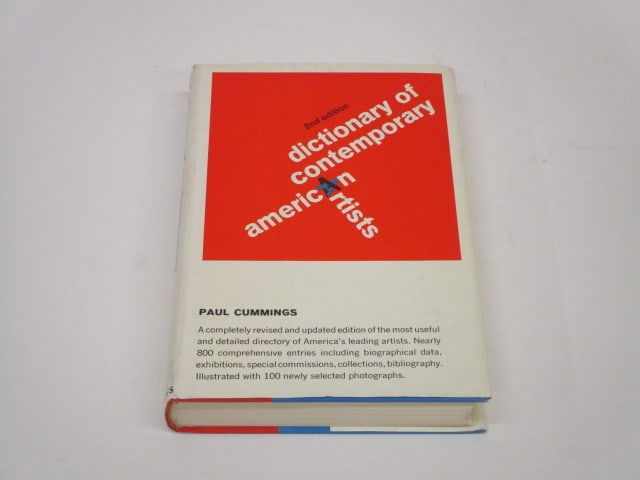 2nd edition
dictionary of
contemporary
americAn
Artists
PAUL CUMMINGS
A completely revised and updated edition of the most useful
and detailed directory of America's leading artists. Nearly
800 comprehensive entries including biographical data,
exhibitions, special commissions, collections, bibliography.
Illustrated with 100 newly selected photographs.